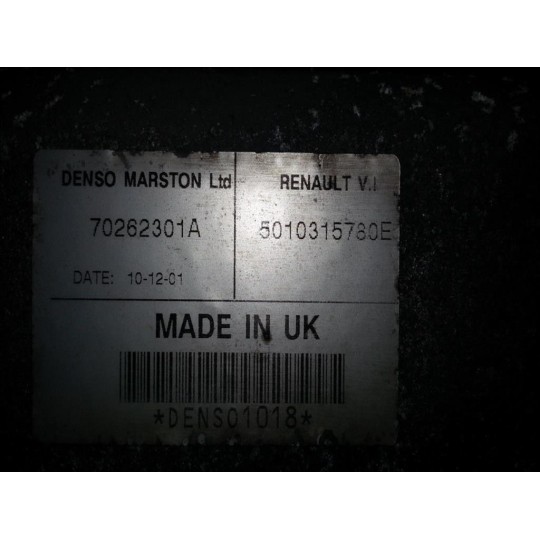 DENSO MARSTON Ltd
RENAULT V.I
70262301A
5010315780E
DATE: 10-12-01
MADE IN UK
*DENSO1018*